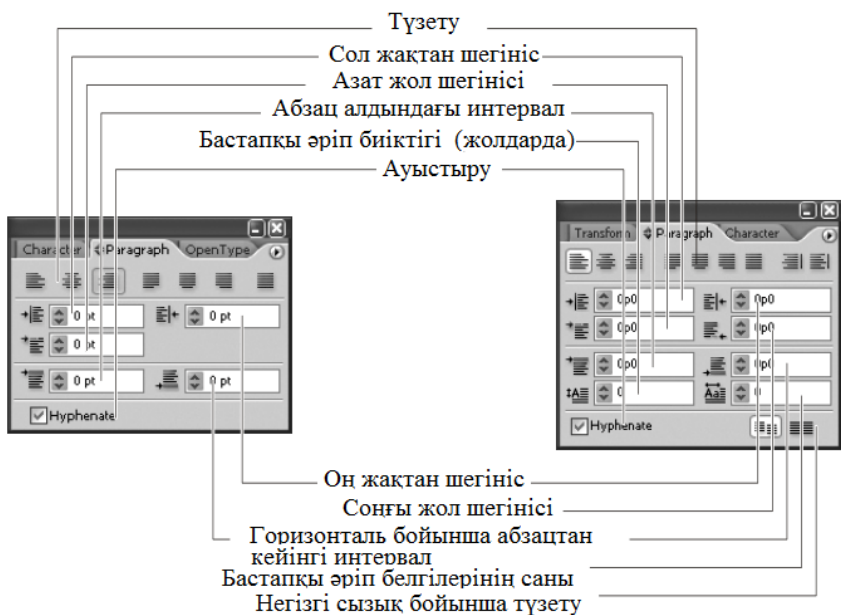 Түзету
Сол жақтан шегініс
Азат жол шегінісі
Абзац алдындағы интервал
Бастапқы әріп биіктігі (жолдарда)
Ауыстыру
Character Paragraph OpenType
0 pt 0 pt
0 pt
0 pt 0 pt
Hyphenate
Transform Paragraph Character
0p0 0p0
0p0 0p0
0p0 0p0
0 0
Hyphenate
Оң жақтан шегініс
Соңғы жол шегінісі
Горизонталь бойынша абзацтан
кейінгі интервал
Бастапқы әріп белгілерінің саны
Негізгі сызық бойынша түзету